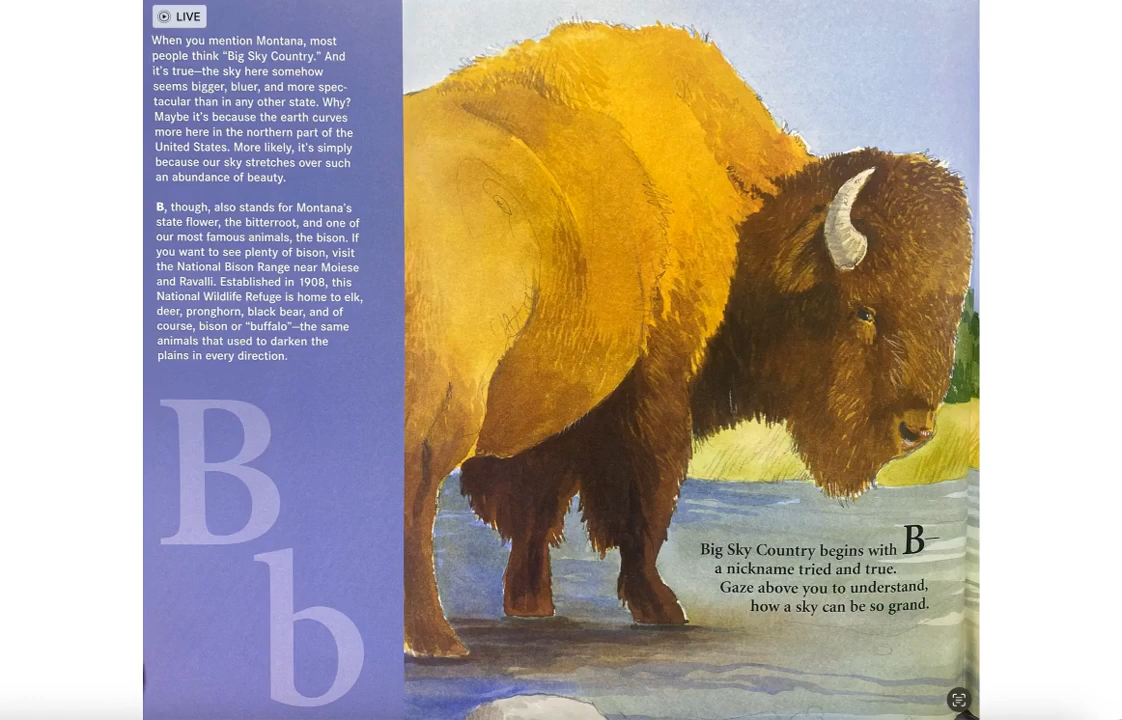 LIVE
When you mention Montana, most
people think “Big Sky Country.” And
it's true—the sky here somehow
seems bigger, bluer, and more spec-
tacular than in any other state. Why?
Maybe it's because the earth curves
more here in the northern part of the
United States. More likely, it's simply
because our sky stretches over such
an abundance of beauty.
B, though, also stands for Montana's
state flower, the bitterroot, and one of
our most famous animals, the bison. If
you want to see plenty of bison, visit
the National Bison Range near Moiese
and Ravalli. Established in 1908, this
National Wildlife Refuge is home to elk,
deer, pronghorn, black bear, and of
course, bison or “buffalo”—the same
animals that used to darken the
plains in every direction.
B
b
Big Sky Country begins with B—
a nickname tried and true.
Gaze above you to understand,
how a sky can be so grand.